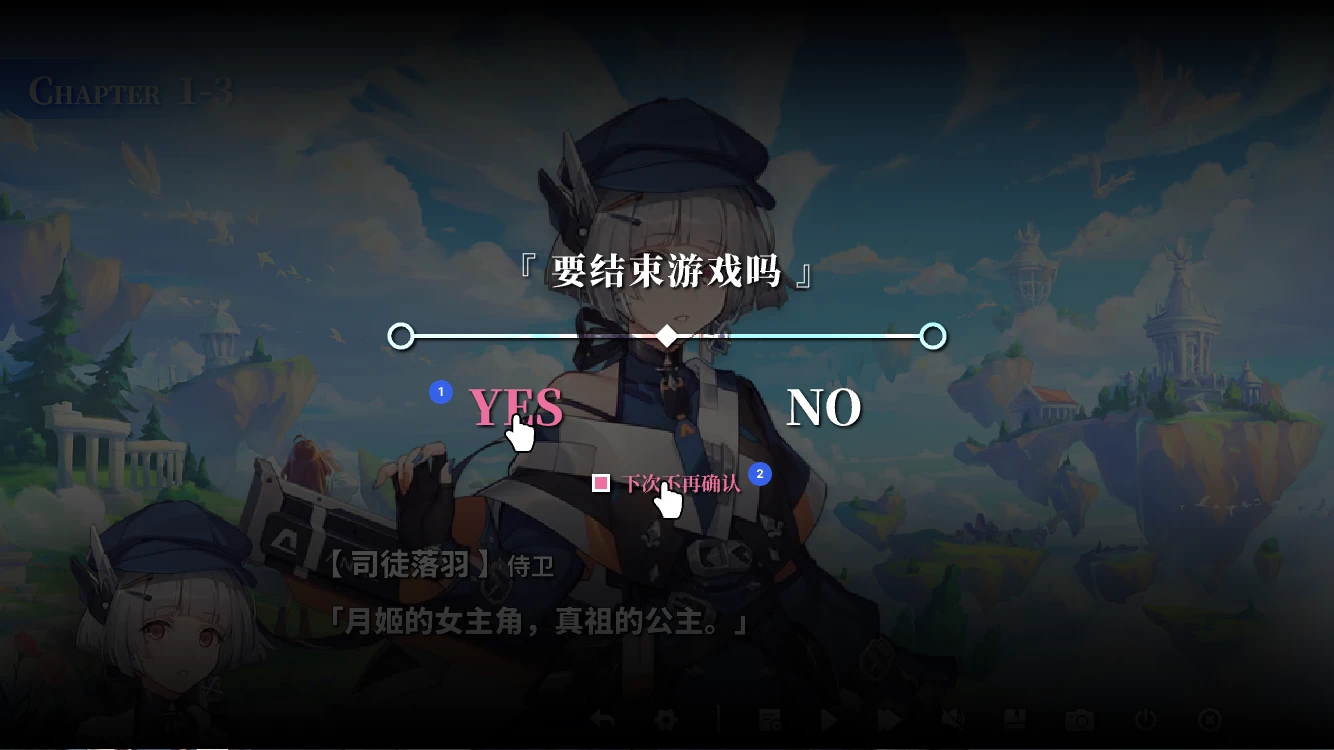 CHAPTER 1-3
『 要结束游戏吗 』
1
YES
NO
下次不再确认
2
【 司徒落羽 】 侍卫
「月姬的女主角，真祖的公主。」